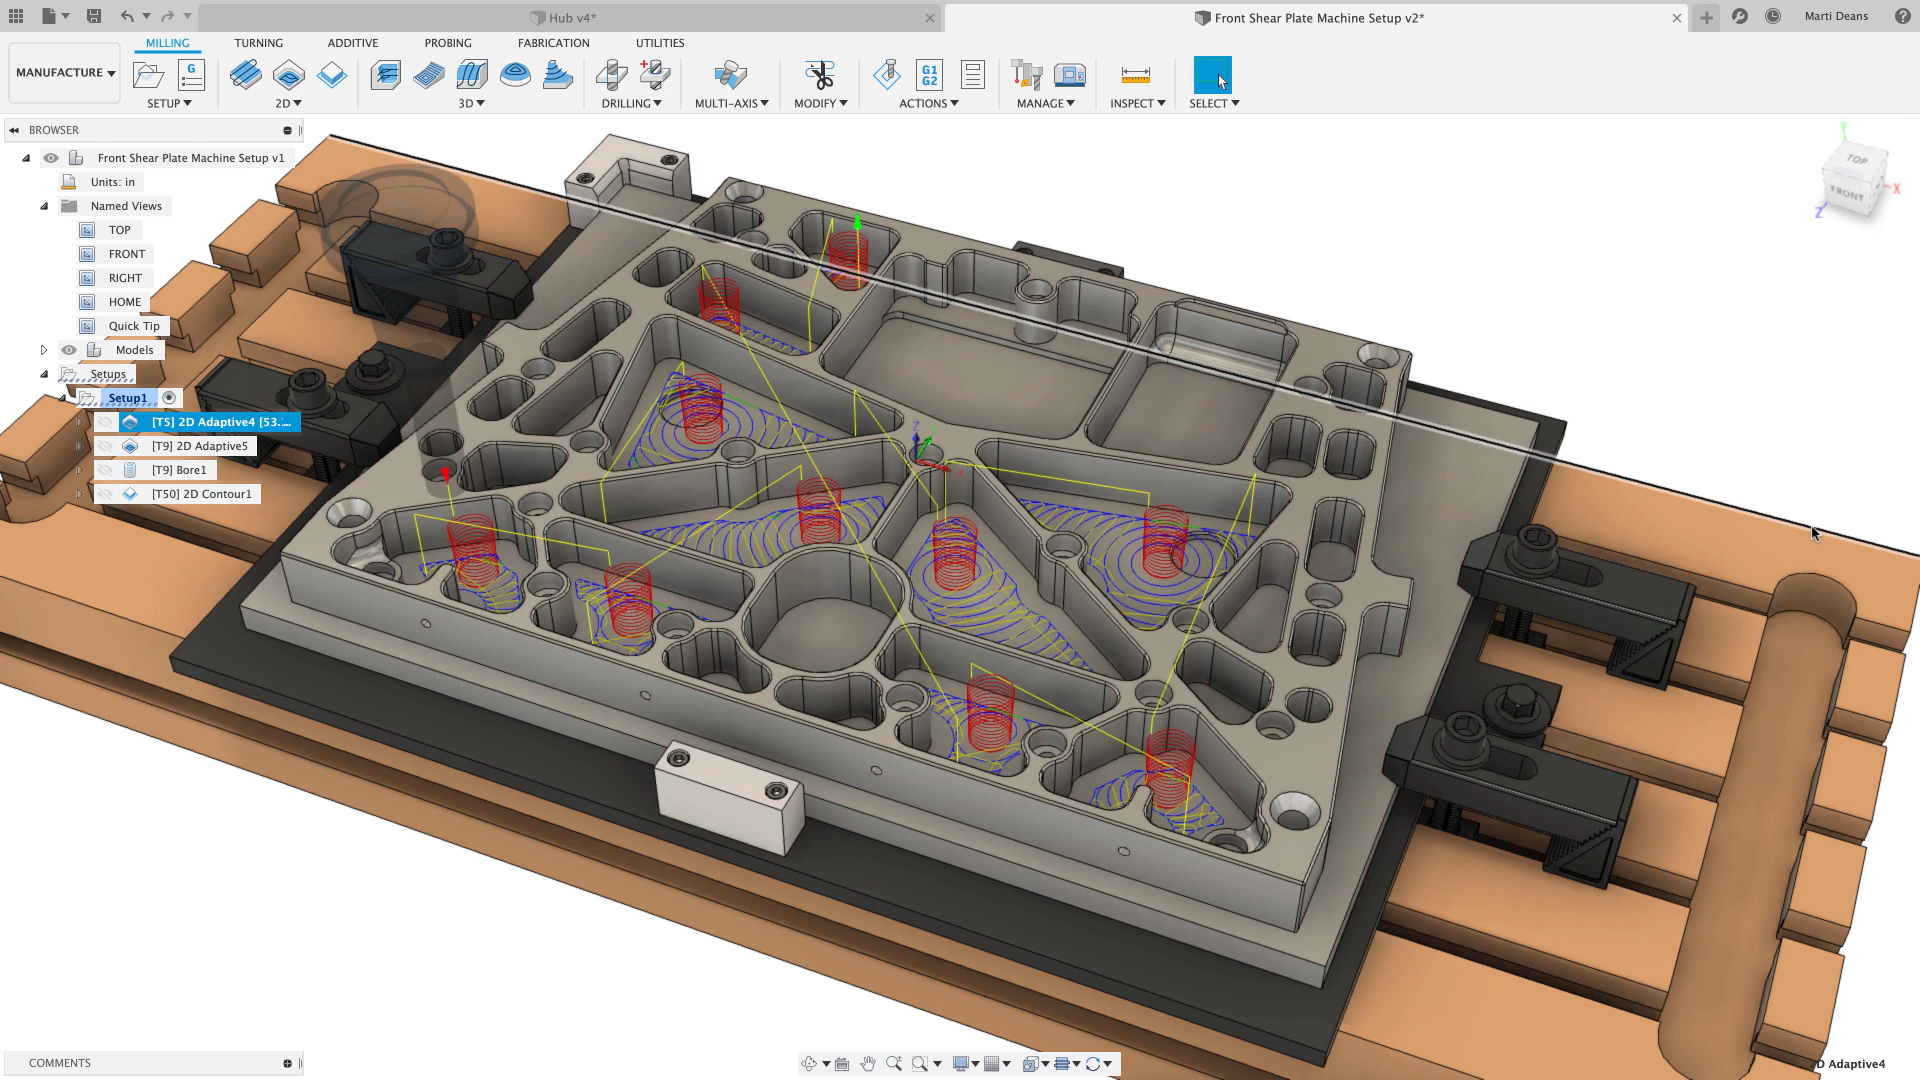 Hub v4*
Front Shear Plate Machine Setup v2*
Marti Deans
MANUFACTURE
MILLING
TURNING
ADDITIVE
PROBING
FABRICATION
UTILITIES
G
G1
G2
SETUP
2D
3D
DRILLING
MULTI-AXIS
MODIFY
ACTIONS
MANAGE
INSPECT
SELECT
BROWSER
Front Shear Plate Machine Setup v1
Units: in
Named Views
TOP
FRONT
RIGHT
HOME
Quick Tip
Models
Setups
Setup1
[T5] 2D Adaptive4 [53....
[T9] 2D Adaptive5
[T9] Bore1
[T50] 2D Contour1
Y
TOP
FRONT
X
Z
Z
X
COMMENTS
D Adaptive4